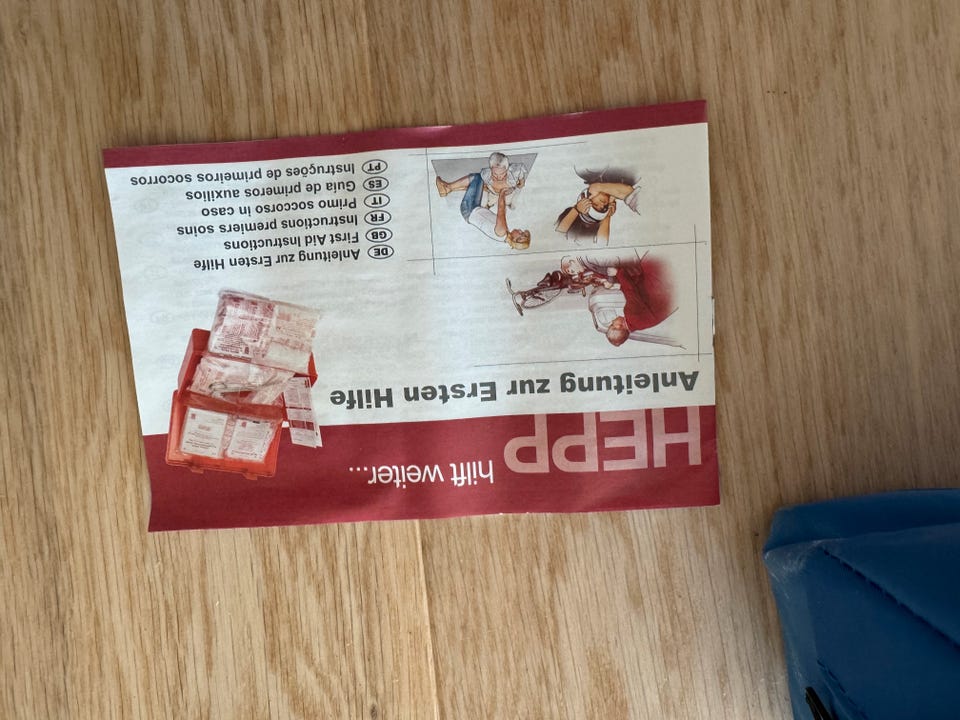 HEPP hilft weiter...
Anleitung zur Ersten Hilfe
DE Anleitung zur Ersten Hilfe
GB First Aid Instructions
FR Instructions premiers soins
IT Primo soccorso in caso
ES Guia de primeros auxilios
PT Instruções de primeiros socorros